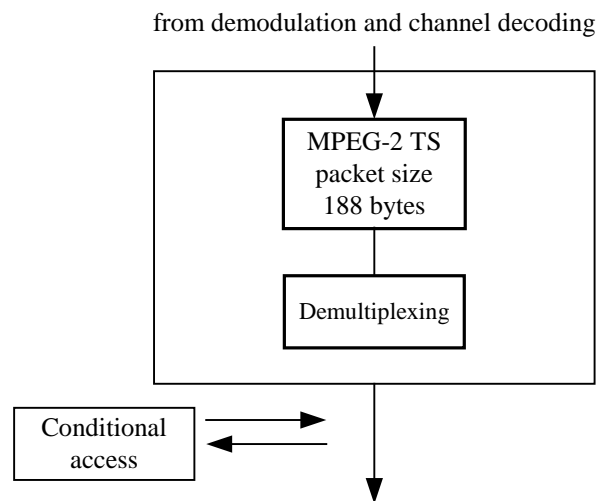 from demodulation and channel decoding
MPEG-2 TS
packet size
188 bytes
Demultiplexing
Conditional
access